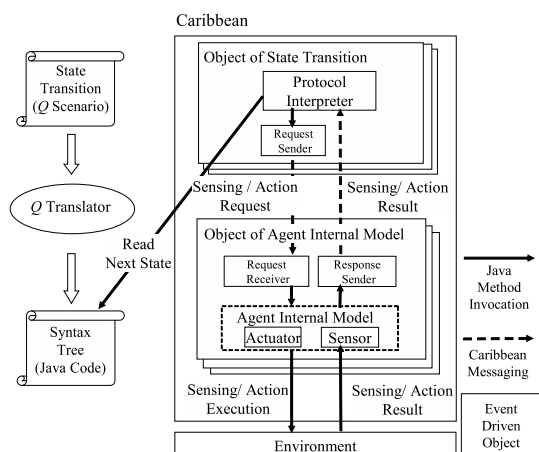 Caribbean
State
Transition
(Q Scenario)
Q Translator
Syntax
Tree
(Java Code)
Read
Next State
Object of State Transition
Protocol
Interpreter
Request
Sender
Sensing / Action
Request
Sensing/ Action
Result
Object of Agent Internal Model
Request
Receiver
Response
Sender
Agent Internal Model
Actuator
Sensor
Sensing/ Action
Execution
Sensing/ Action
Result
Environment
Java
Method
Invocation
Caribbean
Messaging
Event
Driven
Object